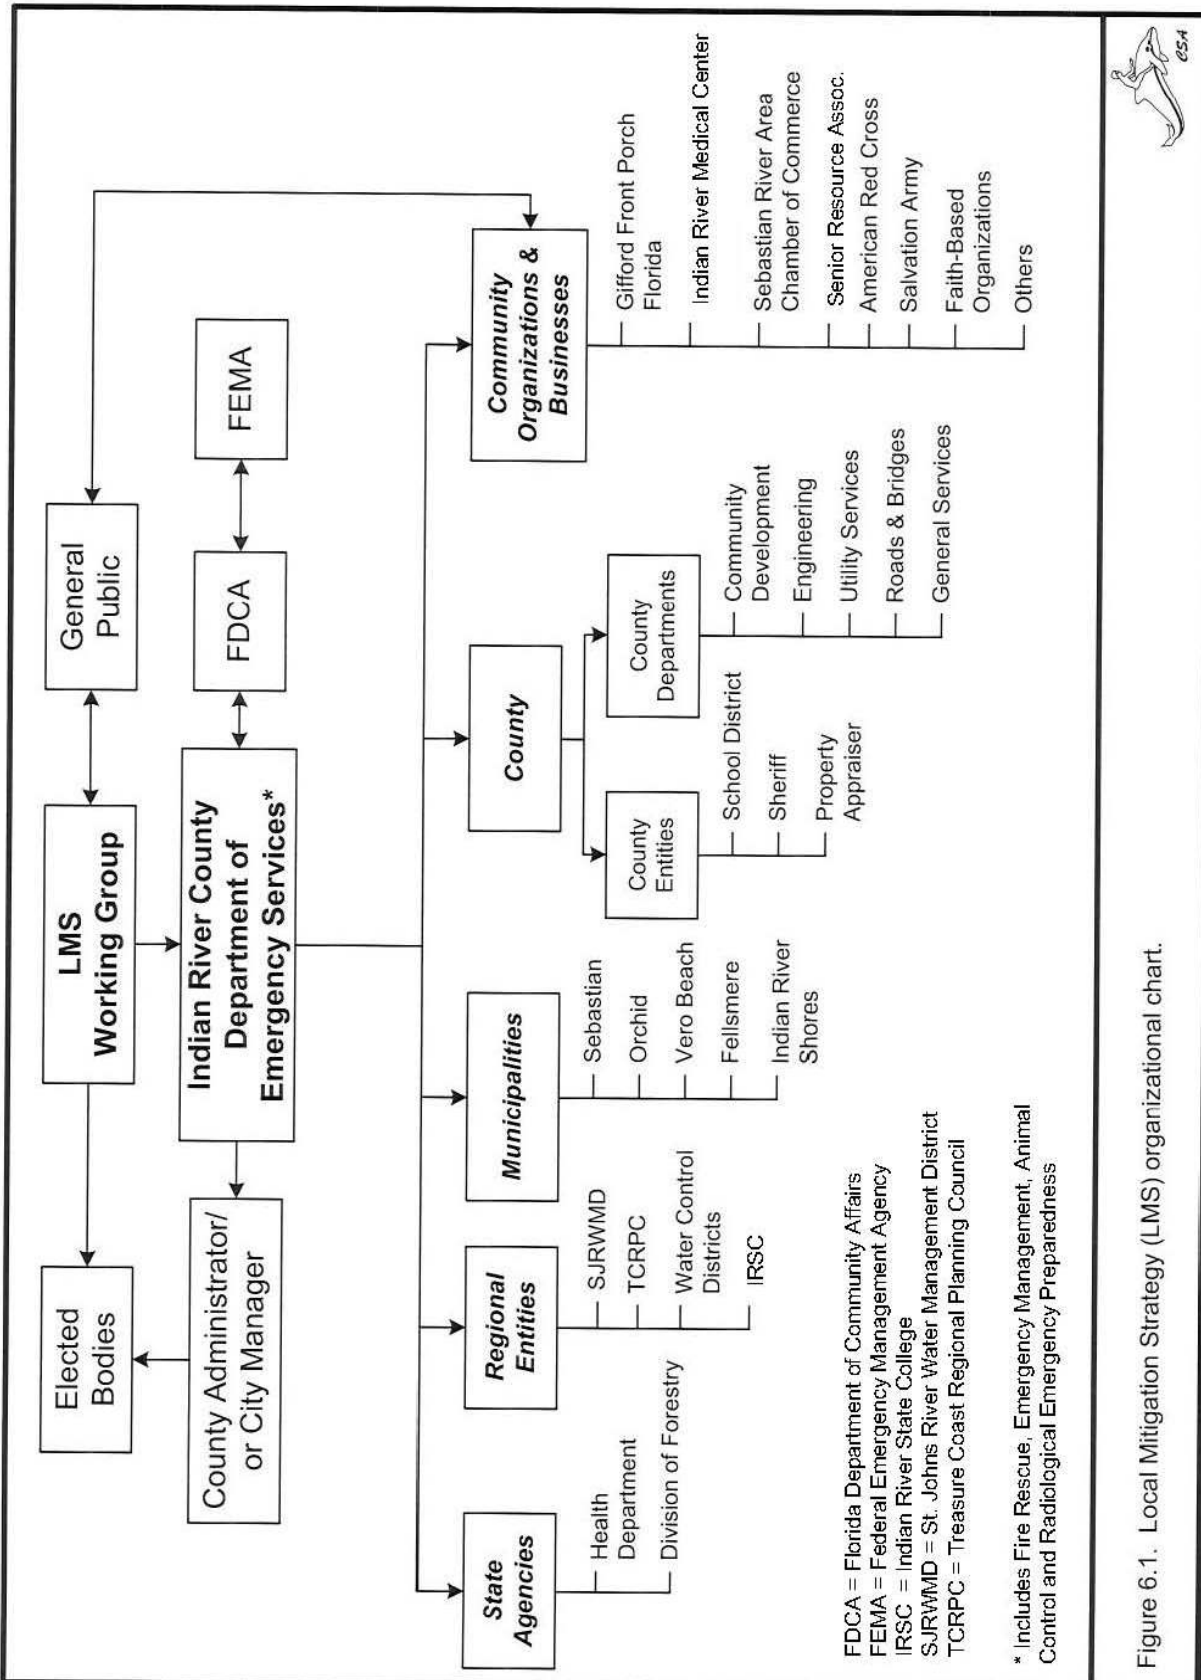 LMS
Working Group
General
Public
Elected
Bodies
Indian River County
Department of
Emergency Services*
FDCA
FEMA
County Administrator/
or City Manager
State
Agencies
Health
Department
Division of Forestry
Regional
Entities
SJRWMD
TCRPC
Water Control
Districts
IRSC
Municipalities
Sebastian
Orchid
Vero Beach
Fellsmere
Indian River
Shores
County
County
Entities
School District
Sheriff
Property
Appraiser
County
Departments
Community
Development
Engineering
Utility Services
Roads & Bridges
General Services
Community
Organizations &
Businesses
Gifford Front Porch
Florida
Indian River Medical Center
Sebastian River Area
Chamber of Commerce
Senior Resource Assoc.
American Red Cross
Salvation Army
Faith-Based
Organizations
Others
FDCA = Florida Department of Community Affairs
FEMA = Federal Emergency Management Agency
IRSC = Indian River State College
SJRWMD = St. Johns River Water Management District
TCRPC = Treasure Coast Regional Planning Council
* Includes Fire Rescue, Emergency Management, Animal
Control and Radiological Emergency Preparedness
Figure 6.1. Local Mitigation Strategy (LMS) organizational chart.
CSA